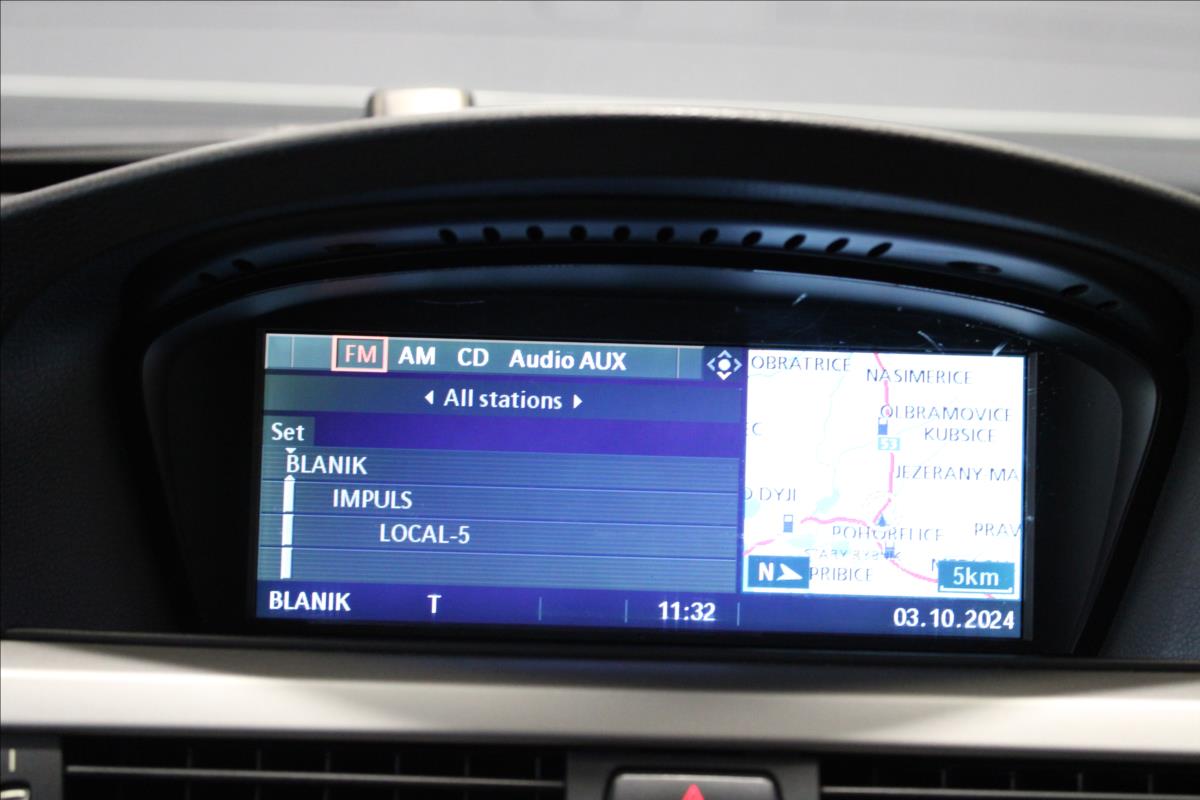 FM AM CD Audio AUX
All stations
Set
BLANIK
IMPULS
LOCAL-5
BLANIK T 11:32 03.10.2024
OBRATRICE
NASIMERICE
OLBRAMOVICE
KUBSICE
53
JEZERANY MA
O DYJI
POHORELICE
PRAV
PRIBICE
N
5km